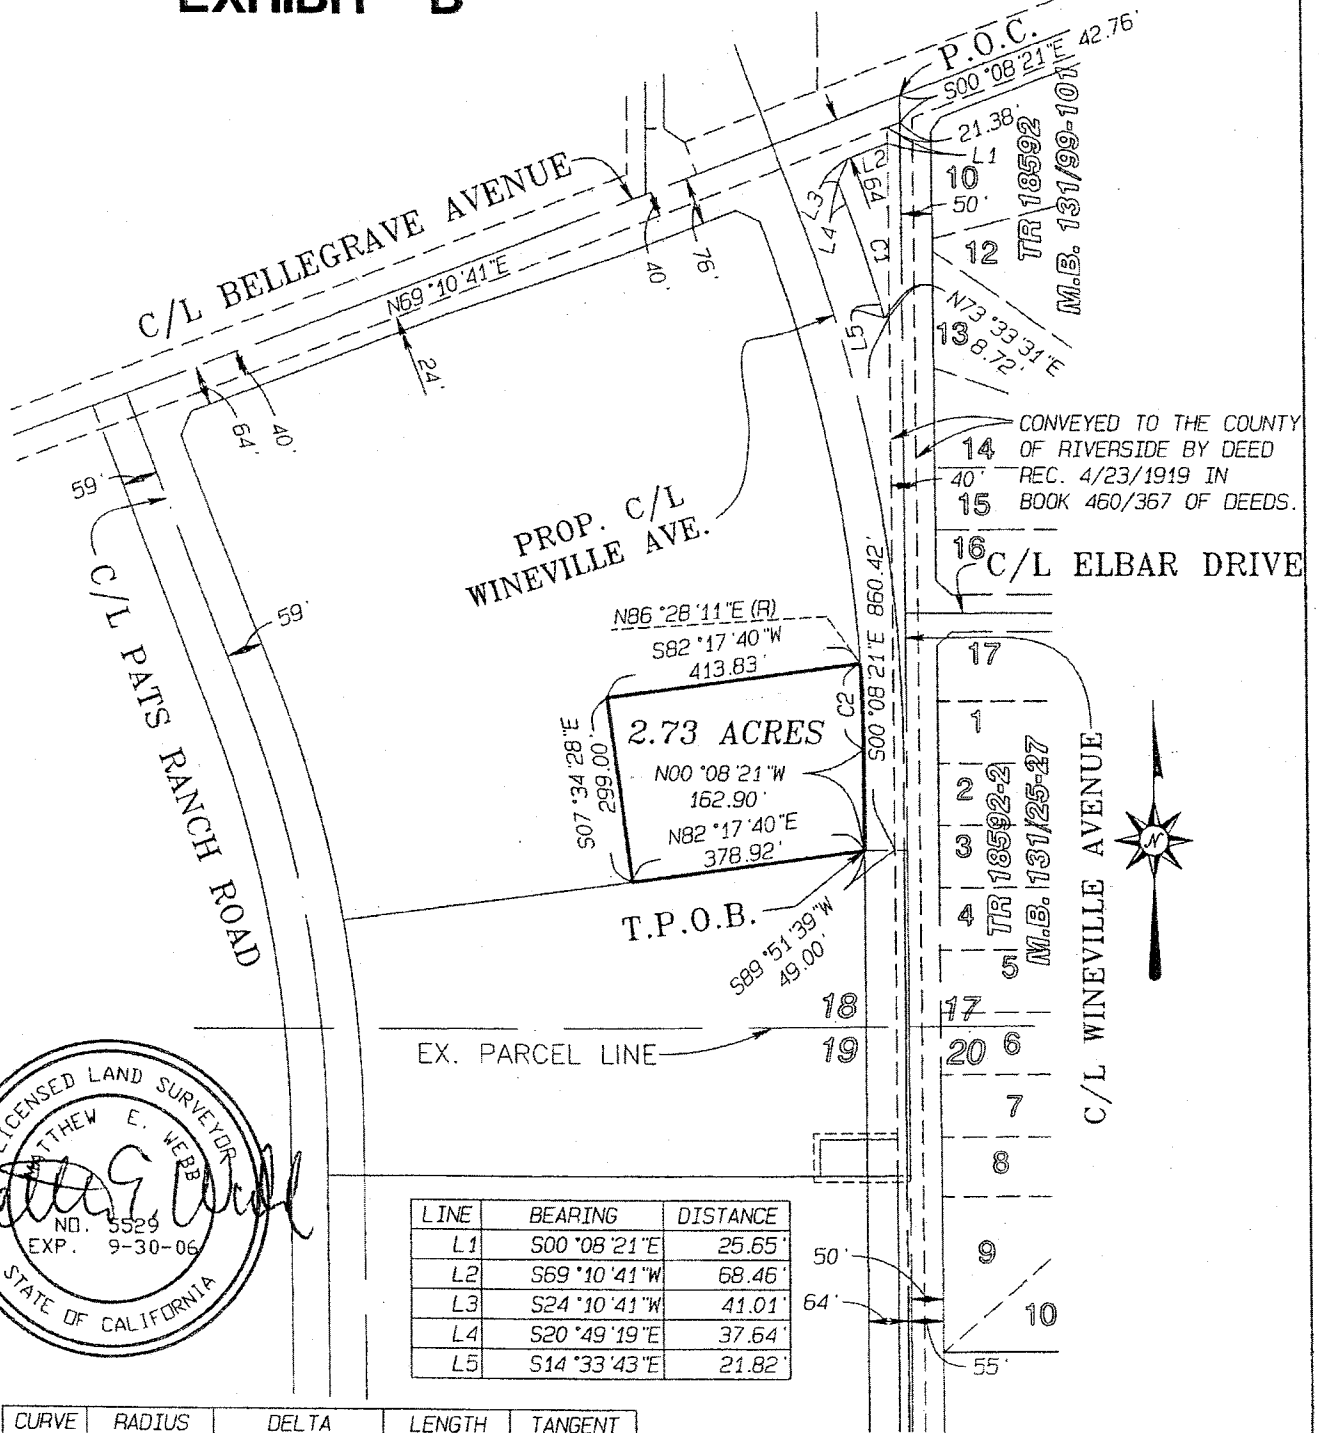 EXHIBIT "B"
P.O.C.
S00°08'21"E 42.76'
21.38'
L1
L2
64'
L3
L4
C1
L5
50'
10
12
13
TR 18592
M.B. 131/99-101
N73°33'31"E
8.72'
C/L BELLEGRAVE AVENUE
N69°10'41"E
40'
76'
24'
64'
40'
59'
59'
C/L PATS RANCH ROAD
PROP. C/L
WINEVILLE AVE.
14
15
16
40'
CONVEYED TO THE COUNTY
OF RIVERSIDE BY DEED
REC. 4/23/1919 IN
BOOK 460/367 OF DEEDS.
C/L ELBAR DRIVE
S00°08'21"E 860.42'
N86°28'11"E (R)
S82°17'40"W
413.83'
C2
2.73 ACRES
S07°34'28"E
299.00'
N00°08'21"W
162.90'
N82°17'40"E
378.92'
T.P.O.B.
S89°51'39"W
49.00'
17
1
2
3
4
5
TR 18592-2
M.B. 131/25-27
C/L WINEVILLE AVENUE
N
18
17
19
20
EX. PARCEL LINE
6
7
8
9
10
50'
64'
55'
LICENSED LAND SURVEYOR
MATTHEW E. WEBB
NO. 5529
EXP. 9-30-06
STATE OF CALIFORNIA
LINE BEARING DISTANCE
L1 S00°08'21"E 25.65'
L2 S69°10'41"W 68.46'
L3 S24°10'41"W 41.01'
L4 S20°49'19"E 37.64'
L5 S14°33'43"E 21.82'
CURVE RADIUS DELTA LENGTH TANGENT